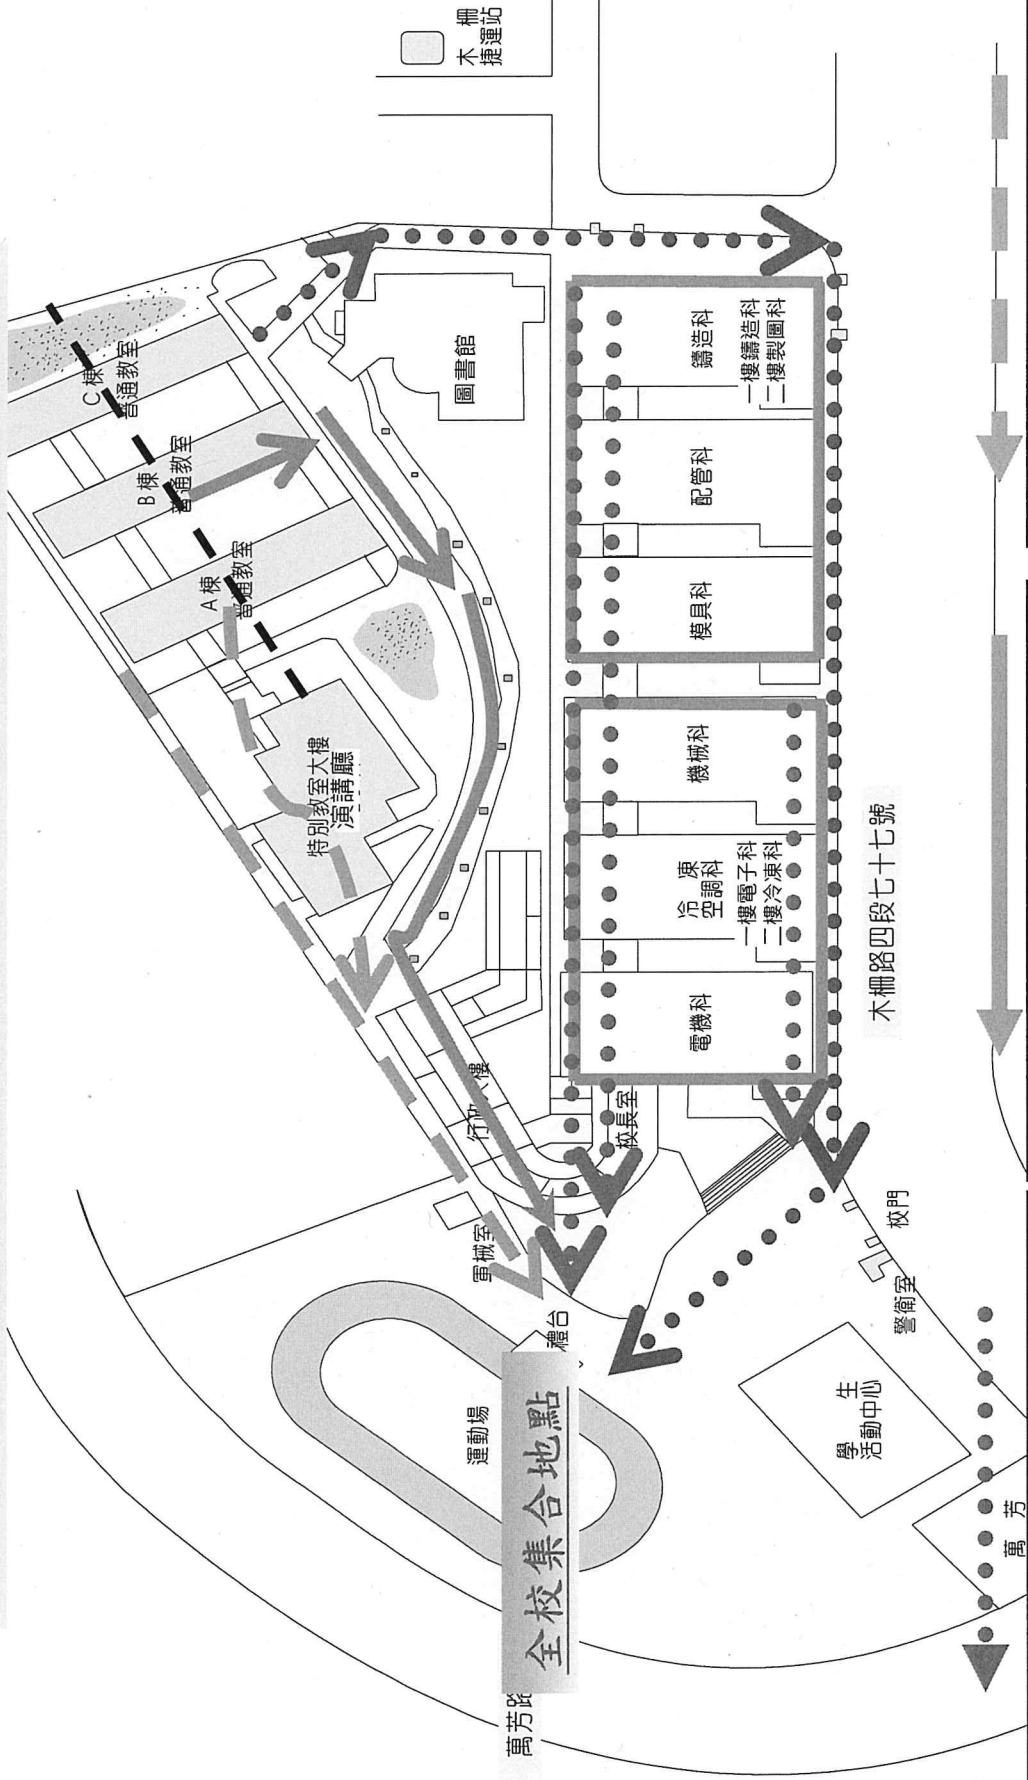 木柵
捷運站
C棟
普通教室
B棟
普通教室
A棟
普通教室
圖書館
鑄造科
一樓鑄造科
二樓製圖科
配管科
模具科
特別教室大樓
演講廳
機械科
冷凍
空調科
一樓電子科
二樓冷凍科
電機科
木柵路四段七十七號
行政大樓
校長室
軍械室
校門
警衛室
禮台
運動場
全校集合地點
學生
活動中心
萬芳路
萬芳